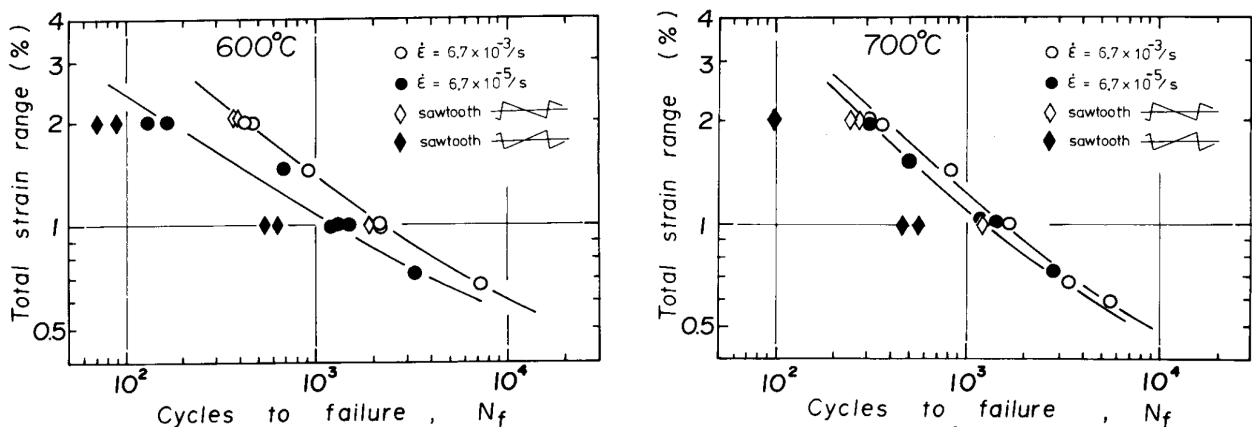 600°C
ε̇ = 6.7×10⁻³/s
ε̇ = 6.7×10⁻⁵/s
sawtooth
sawtooth
4
3
2
1
0.5
Total strain range (%)
10²
10³
10⁴
Cycles to failure , N_f
700°C
ε̇ = 6.7×10⁻³/s
ε̇ = 6.7×10⁻⁵/s
sawtooth
sawtooth
4
3
2
1
0.5
Total strain range (%)
10²
10³
10⁴
Cycles to failure , N_f